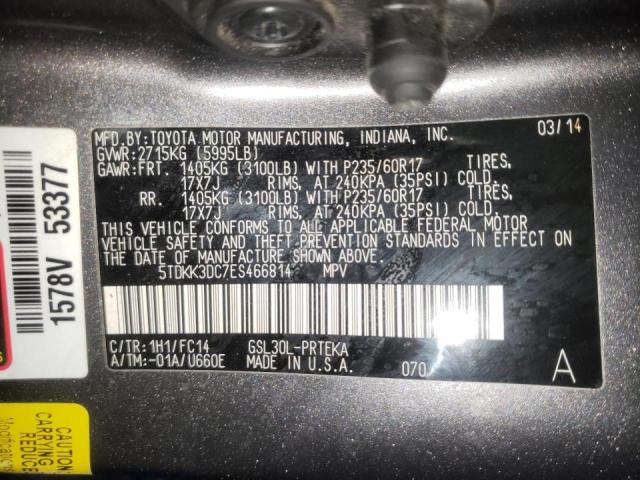 MFD. BY: TOYOTA MOTOR MANUFACTURING, INDIANA, INC. 03/14
GVWR: 2715KG (5995LB)
GAWR: FRT. 1405KG (3100LB) WITH P235/60R17 TIRES,
17X7J RIMS, AT 240KPA (35PSI) COLD.
RR. 1405KG (3100LB) WITH P235/60R17 TIRES,
17X7J RIMS, AT 240KPA (35PSI) COLD.
THIS VEHICLE CONFORMS TO ALL APPLICABLE FEDERAL MOTOR
VEHICLE SAFETY AND THEFT PREVENTION STANDARDS IN EFFECT ON
THE DATE OF MANUFACTURE SHOWN ABOVE.
5TDKK3DC7ES466814 MPV
C/TR: 1H1/FC14 GSL30L-PRTEKA
A/TM:-01A/U660E MADE IN U.S.A. 070 A
1578V 53377
CAUTION
CARRYING
REDUCE